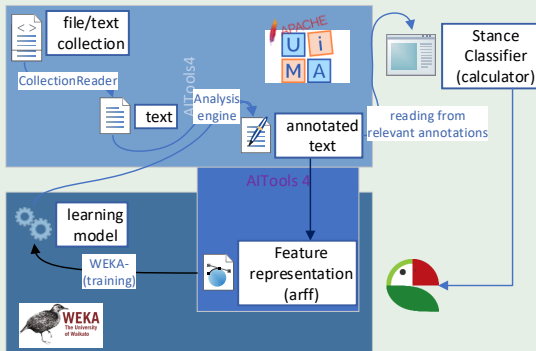 file/text
collection
CollectionReader
text
AITools4
Analysis
engine
APACHE
U i
M A
annotated
text
reading from
relevant annotations
Stance
Classifier
(calculator)
AITools 4
learning
model
WEKA-
(training)
Feature
representation
(arff)
WEKA
The University
of Waikato